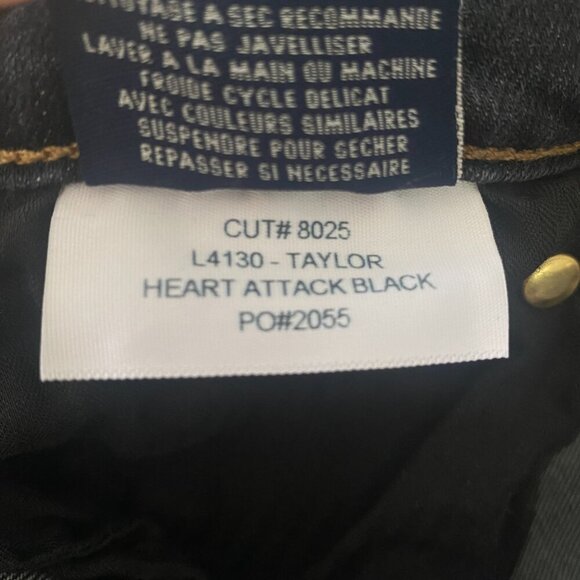 NETTOYAGE A SEC RECOMMANDE
NE PAS JAVELLISER
LAVER A LA MAIN OU MACHINE
FROIDE CYCLE DELICAT
AVEC COULEURS SIMILAIRES
SUSPENDRE POUR SECHER
REPASSER SI NECESSAIRE
CUT# 8025
L4130 - TAYLOR
HEART ATTACK BLACK
PO#2055